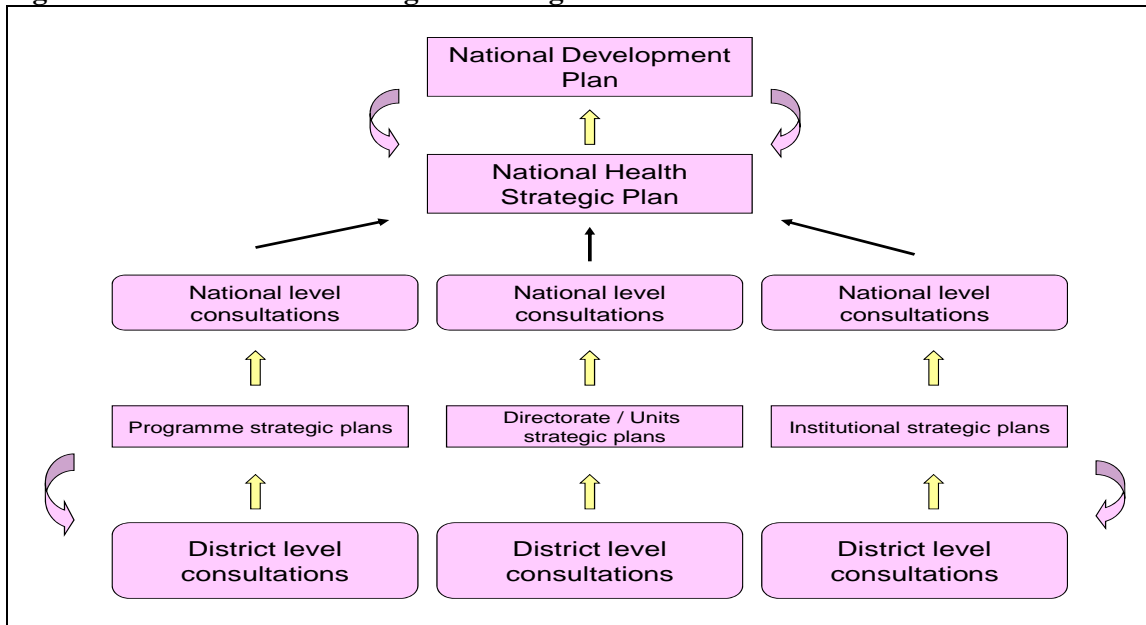 National Development
Plan
National Health
Strategic Plan
National level
consultations
National level
consultations
National level
consultations
Programme strategic plans
Directorate / Units
strategic plans
Institutional strategic plans
District level
consultations
District level
consultations
District level
consultations